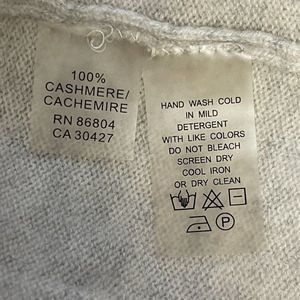 100%
CASHMERE/
CACHEMIRE
RN 86804
CA 30427
HAND WASH COLD
IN MILD
DETERGENT
WITH LIKE COLORS
DO NOT BLEACH
SCREEN DRY
COOL IRON
OR DRY CLEAN
P